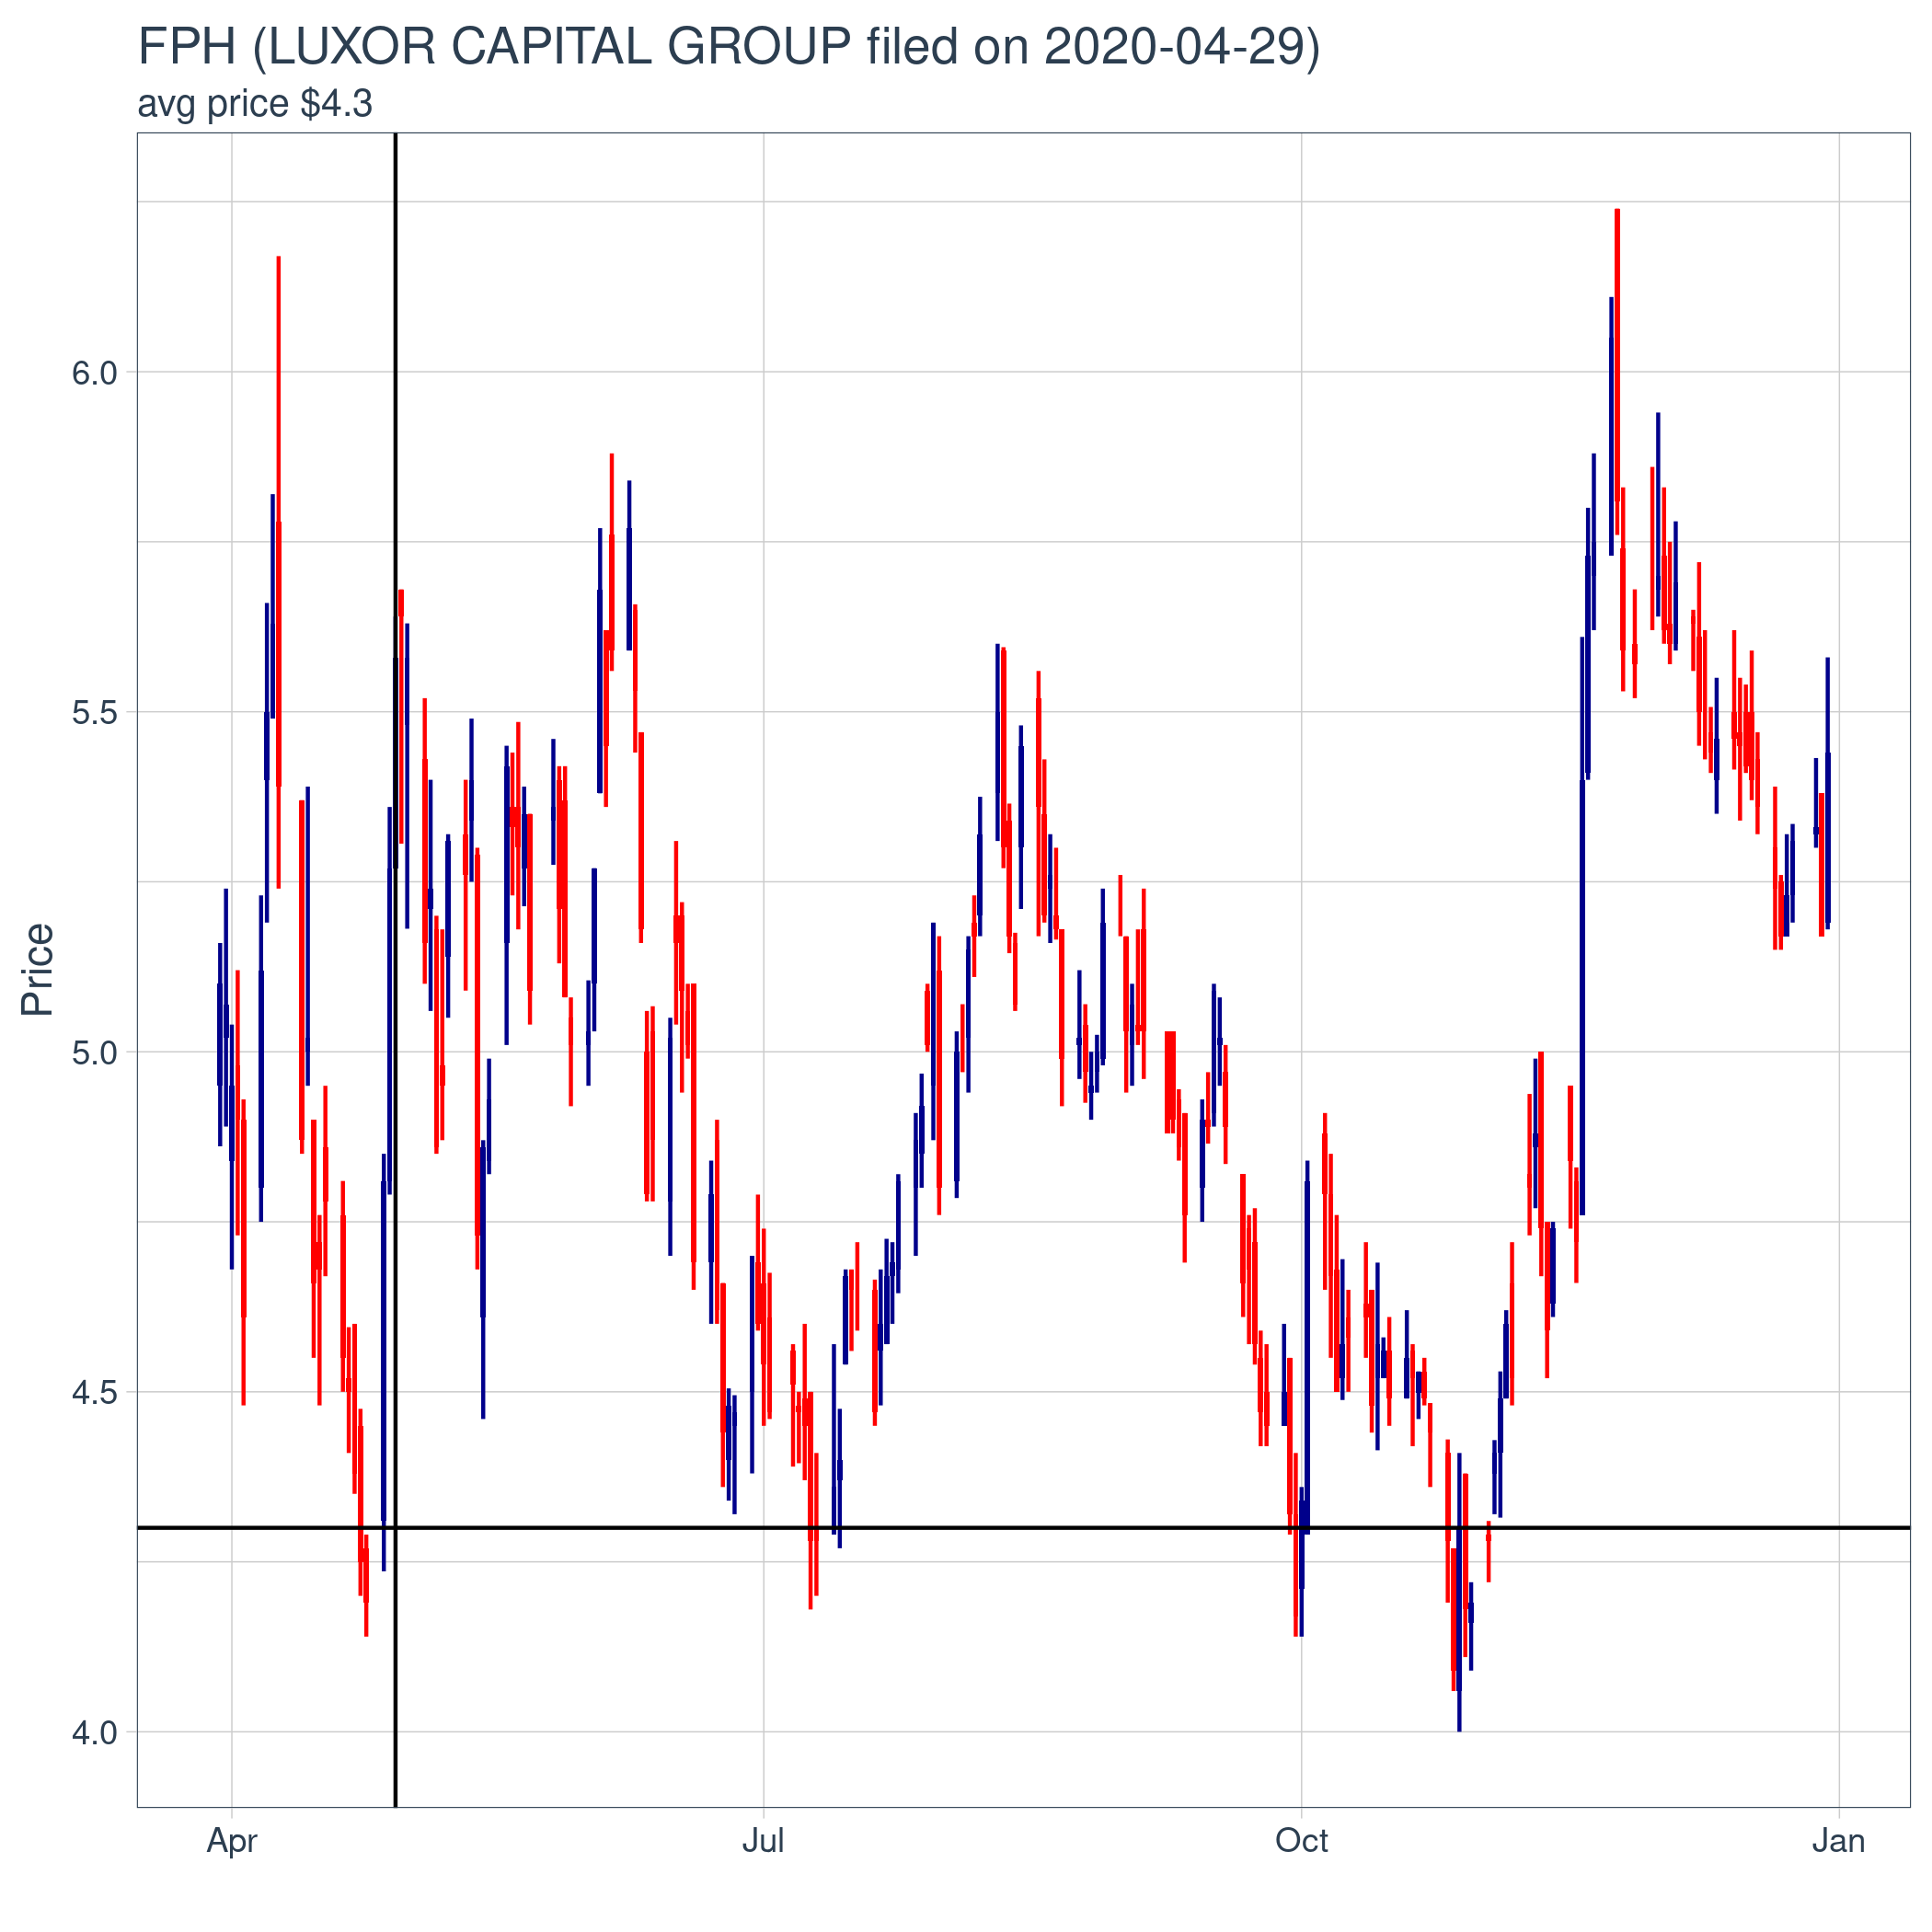 FPH (LUXOR CAPITAL GROUP filed on 2020-04-29)
avg price $4.3
Price
6.0
5.5
5.0
4.5
4.0
Apr
Jul
Oct
Jan